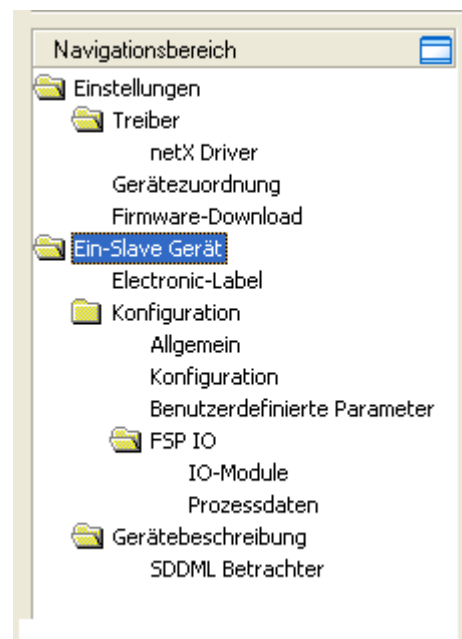 Navigationsbereich
Einstellungen
Treiber
netX Driver
Gerätezuordnung
Firmware-Download
Ein-Slave Gerät
Electronic-Label
Konfiguration
Allgemein
Konfiguration
Benutzerdefinierte Parameter
FSP IO
IO-Module
Prozessdaten
Gerätebeschreibung
SDDML Betrachter